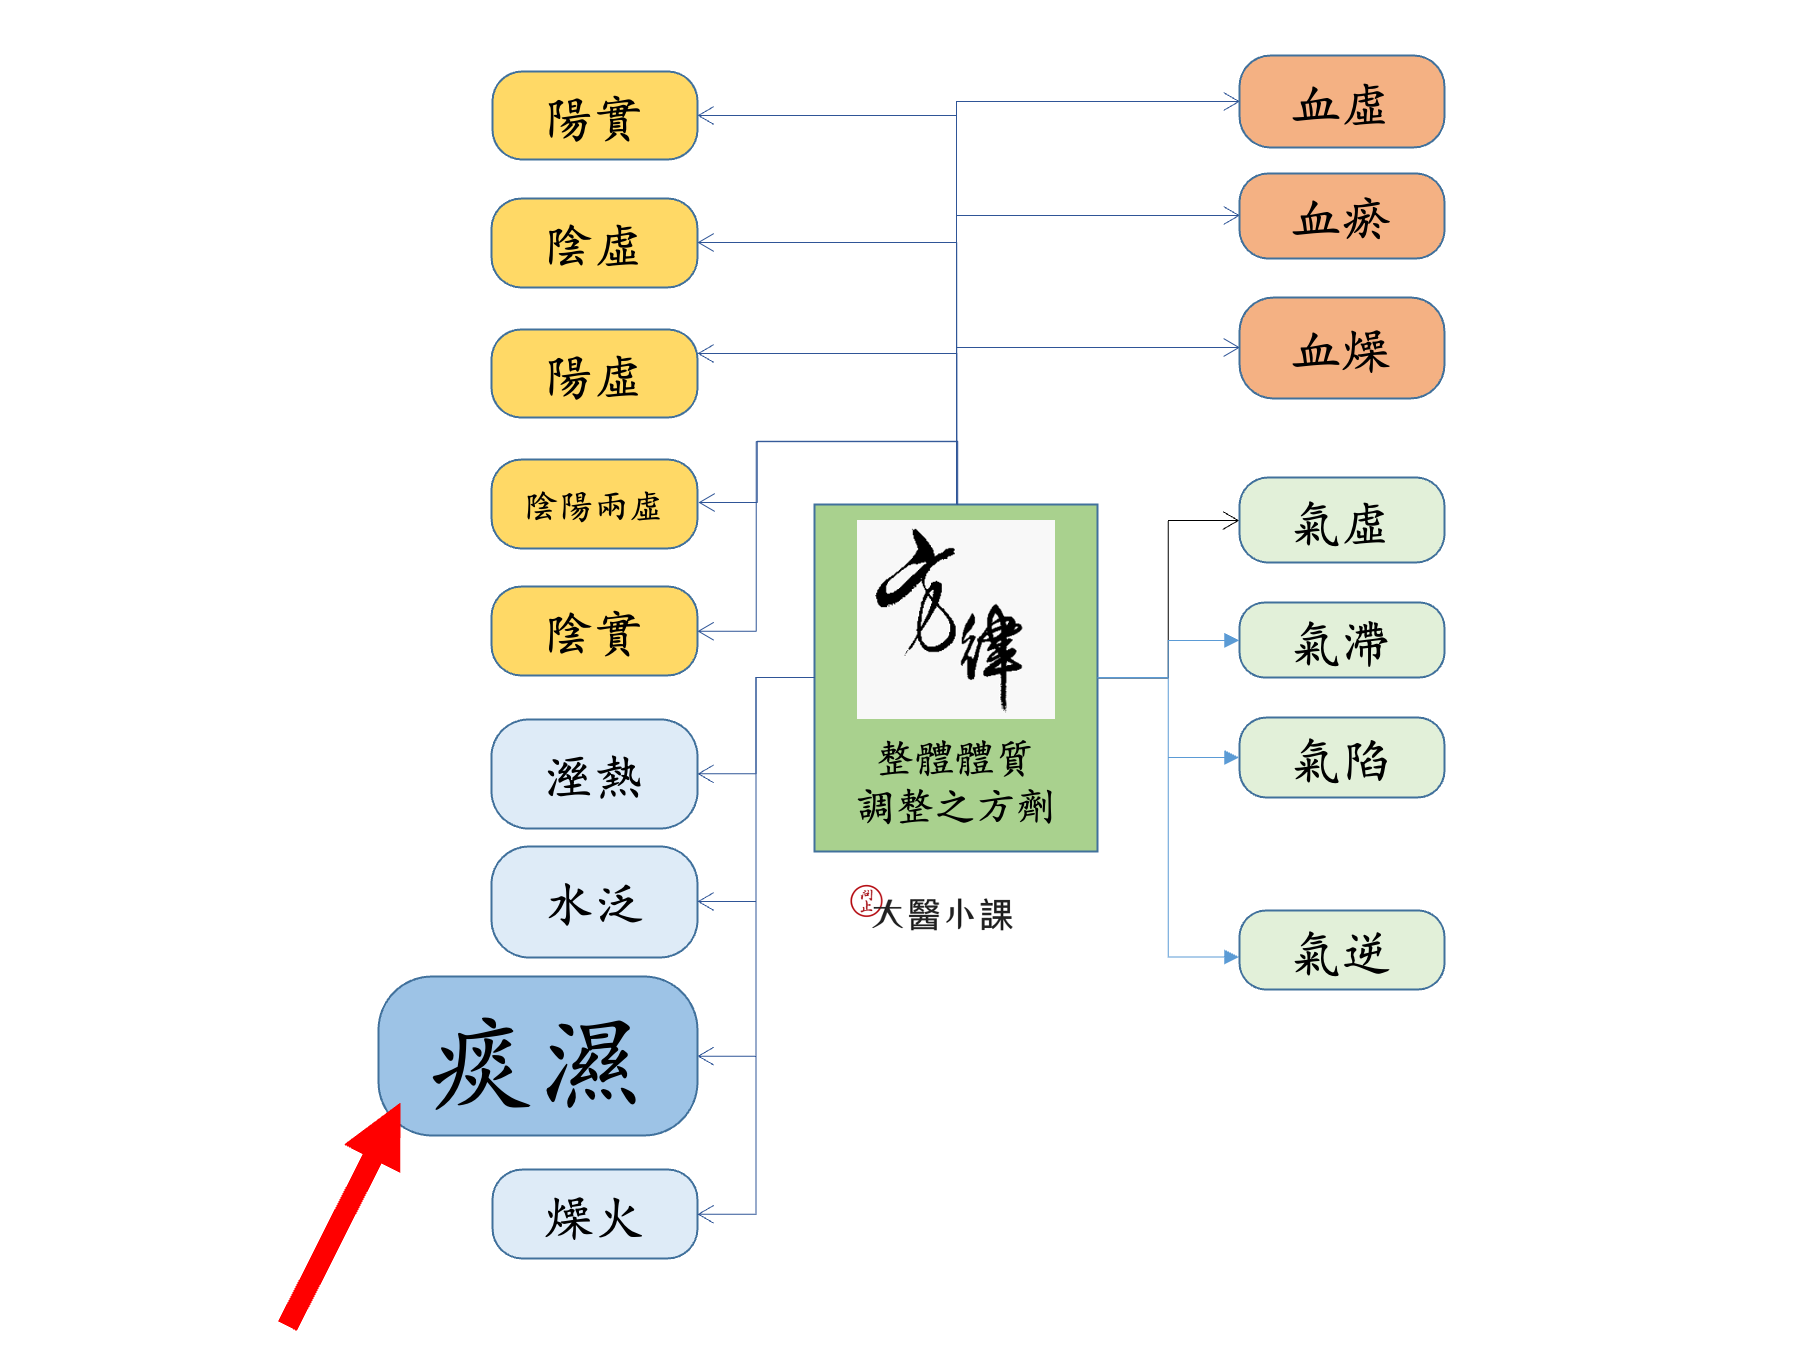 陽實
陰虛
陽虛
陰陽兩虛
陰實
溼熱
水泛
痰濕
燥火
方律
整體體質
調整之方劑
問止
大醫小課
血虛
血瘀
血燥
氣虛
氣滯
氣陷
氣逆